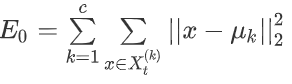 $E_0 = \sum_{k=1}^{c} \sum_{x \in X_t^{(k)}} ||x - \mu_k||_2^2$